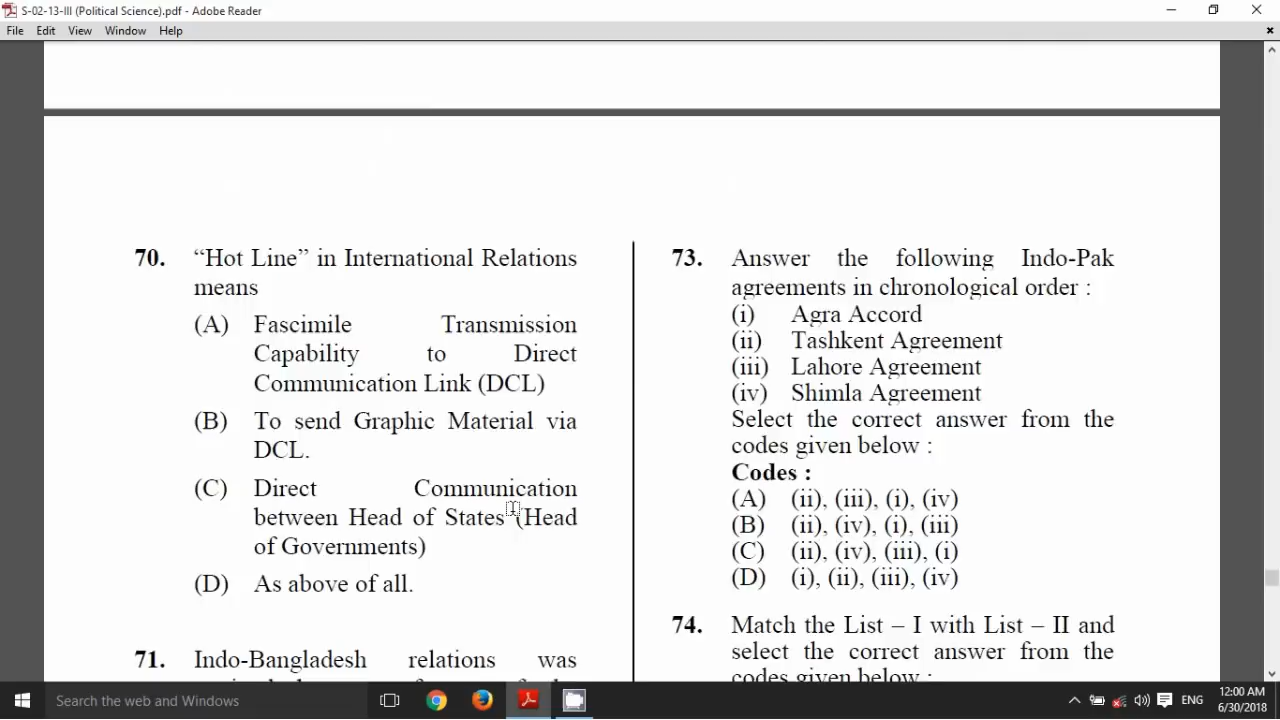 S-02-13-III (Political Science).pdf - Adobe Reader
File Edit View Window Help
70. “Hot Line” in International Relations
means
(A) Fascimile Transmission
Capability to Direct
Communication Link (DCL)
(B) To send Graphic Material via
DCL.
(C) Direct Communication
between Head of States (Head
of Governments)
(D) As above of all.
71. Indo-Bangladesh relations was
73. Answer the following Indo-Pak
agreements in chronological order :
(i) Agra Accord
(ii) Tashkent Agreement
(iii) Lahore Agreement
(iv) Shimla Agreement
Select the correct answer from the
codes given below :
Codes :
(A) (ii), (iii), (i), (iv)
(B) (ii), (iv), (i), (iii)
(C) (ii), (iv), (iii), (i)
(D) (i), (ii), (iii), (iv)
74. Match the List – I with List – II and
select the correct answer from the
codes given below :
Search the web and Windows
ENG
12:00 AM
6/30/2018